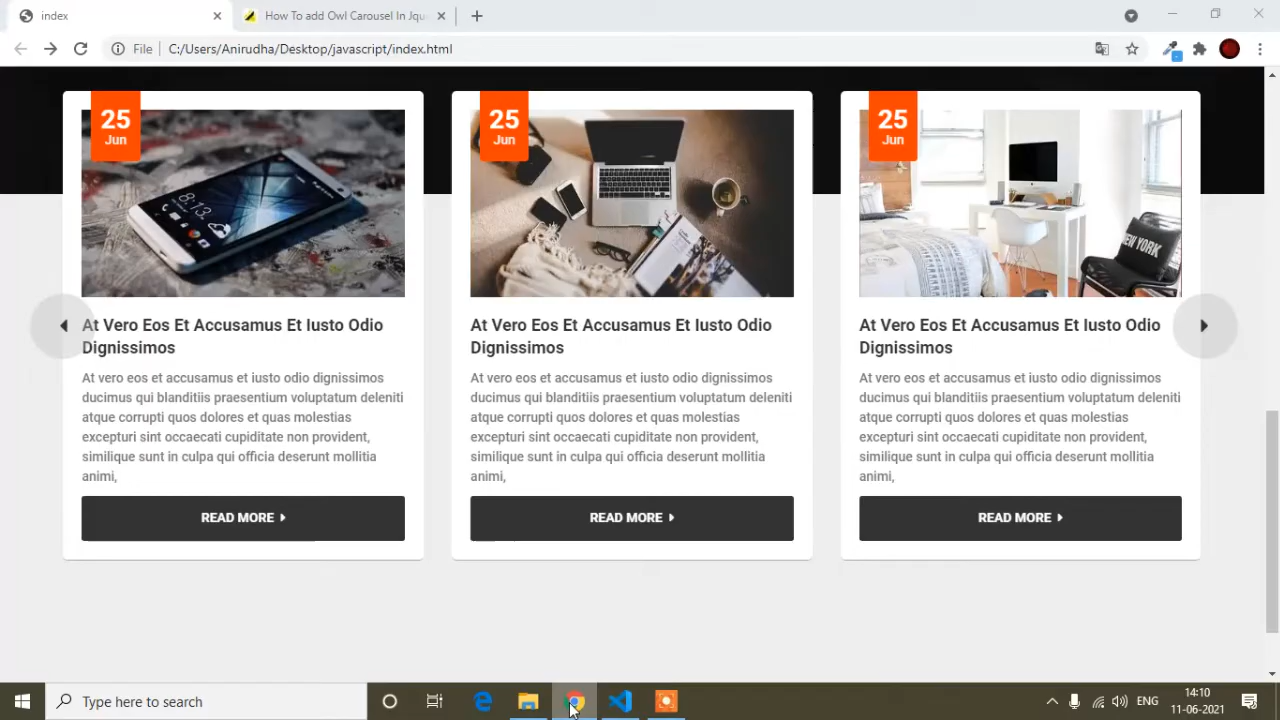 index
How To add Owl Carousel In Jqu
File
C:/Users/Anirudha/Desktop/javascript/index.html
25
Jun
8:13
At Vero Eos Et Accusamus Et Iusto Odio
Dignissimos
At vero eos et accusamus et iusto odio dignissimos
ducimus qui blanditiis praesentium voluptatum deleniti
atque corrupti quos dolores et quas molestias
excepturi sint occaecati cupiditate non provident,
similique sunt in culpa qui officia deserunt mollitia
animi,
READ MORE
25
Jun
At Vero Eos Et Accusamus Et Iusto Odio
Dignissimos
At vero eos et accusamus et iusto odio dignissimos
ducimus qui blanditiis praesentium voluptatum deleniti
atque corrupti quos dolores et quas molestias
excepturi sint occaecati cupiditate non provident,
similique sunt in culpa qui officia deserunt mollitia
animi,
READ MORE
25
Jun
NEW YORK
At Vero Eos Et Accusamus Et Iusto Odio
Dignissimos
At vero eos et accusamus et iusto odio dignissimos
ducimus qui blanditiis praesentium voluptatum deleniti
atque corrupti quos dolores et quas molestias
excepturi sint occaecati cupiditate non provident,
similique sunt in culpa qui officia deserunt mollitia
animi,
READ MORE
Type here to search
ENG
14:10
11-06-2021